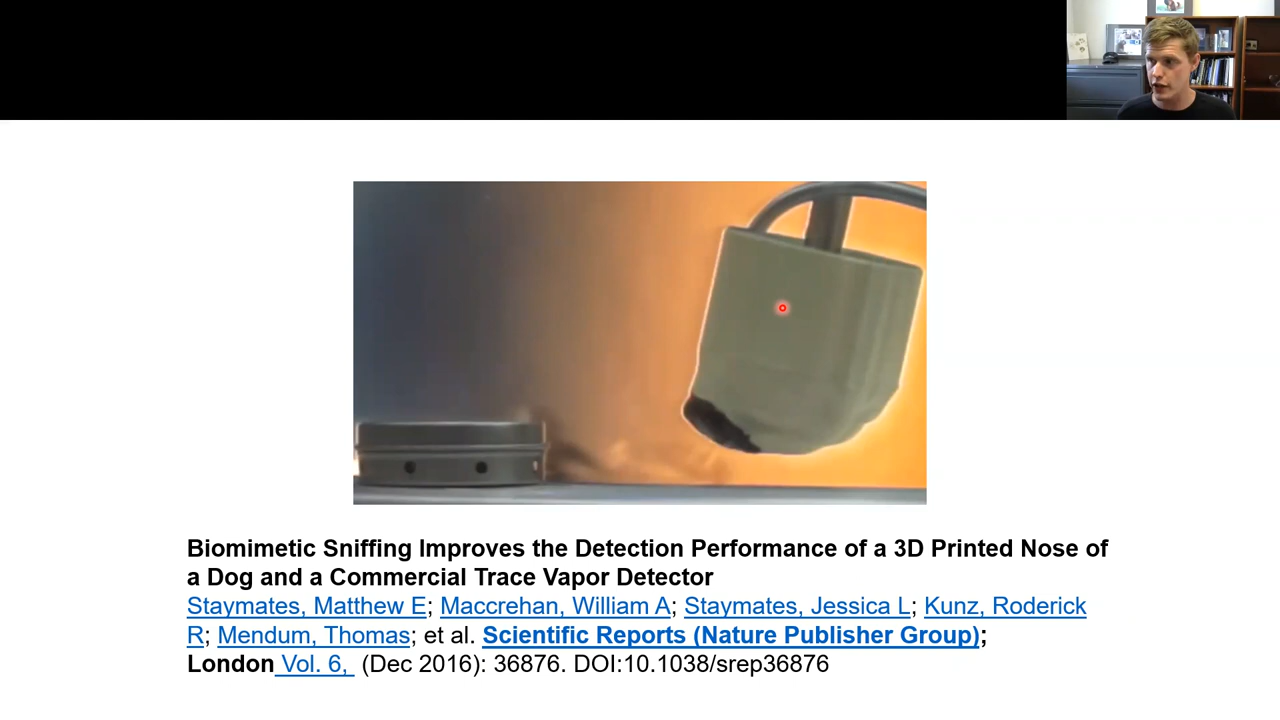 Biomimetic Sniffing Improves the Detection Performance of a 3D Printed Nose of
a Dog and a Commercial Trace Vapor Detector
Staymates, Matthew E; Maccrehan, William A; Staymates, Jessica L; Kunz, Roderick
R; Mendum, Thomas; et al. Scientific Reports (Nature Publisher Group);
London Vol. 6, (Dec 2016): 36876. DOI:10.1038/srep36876